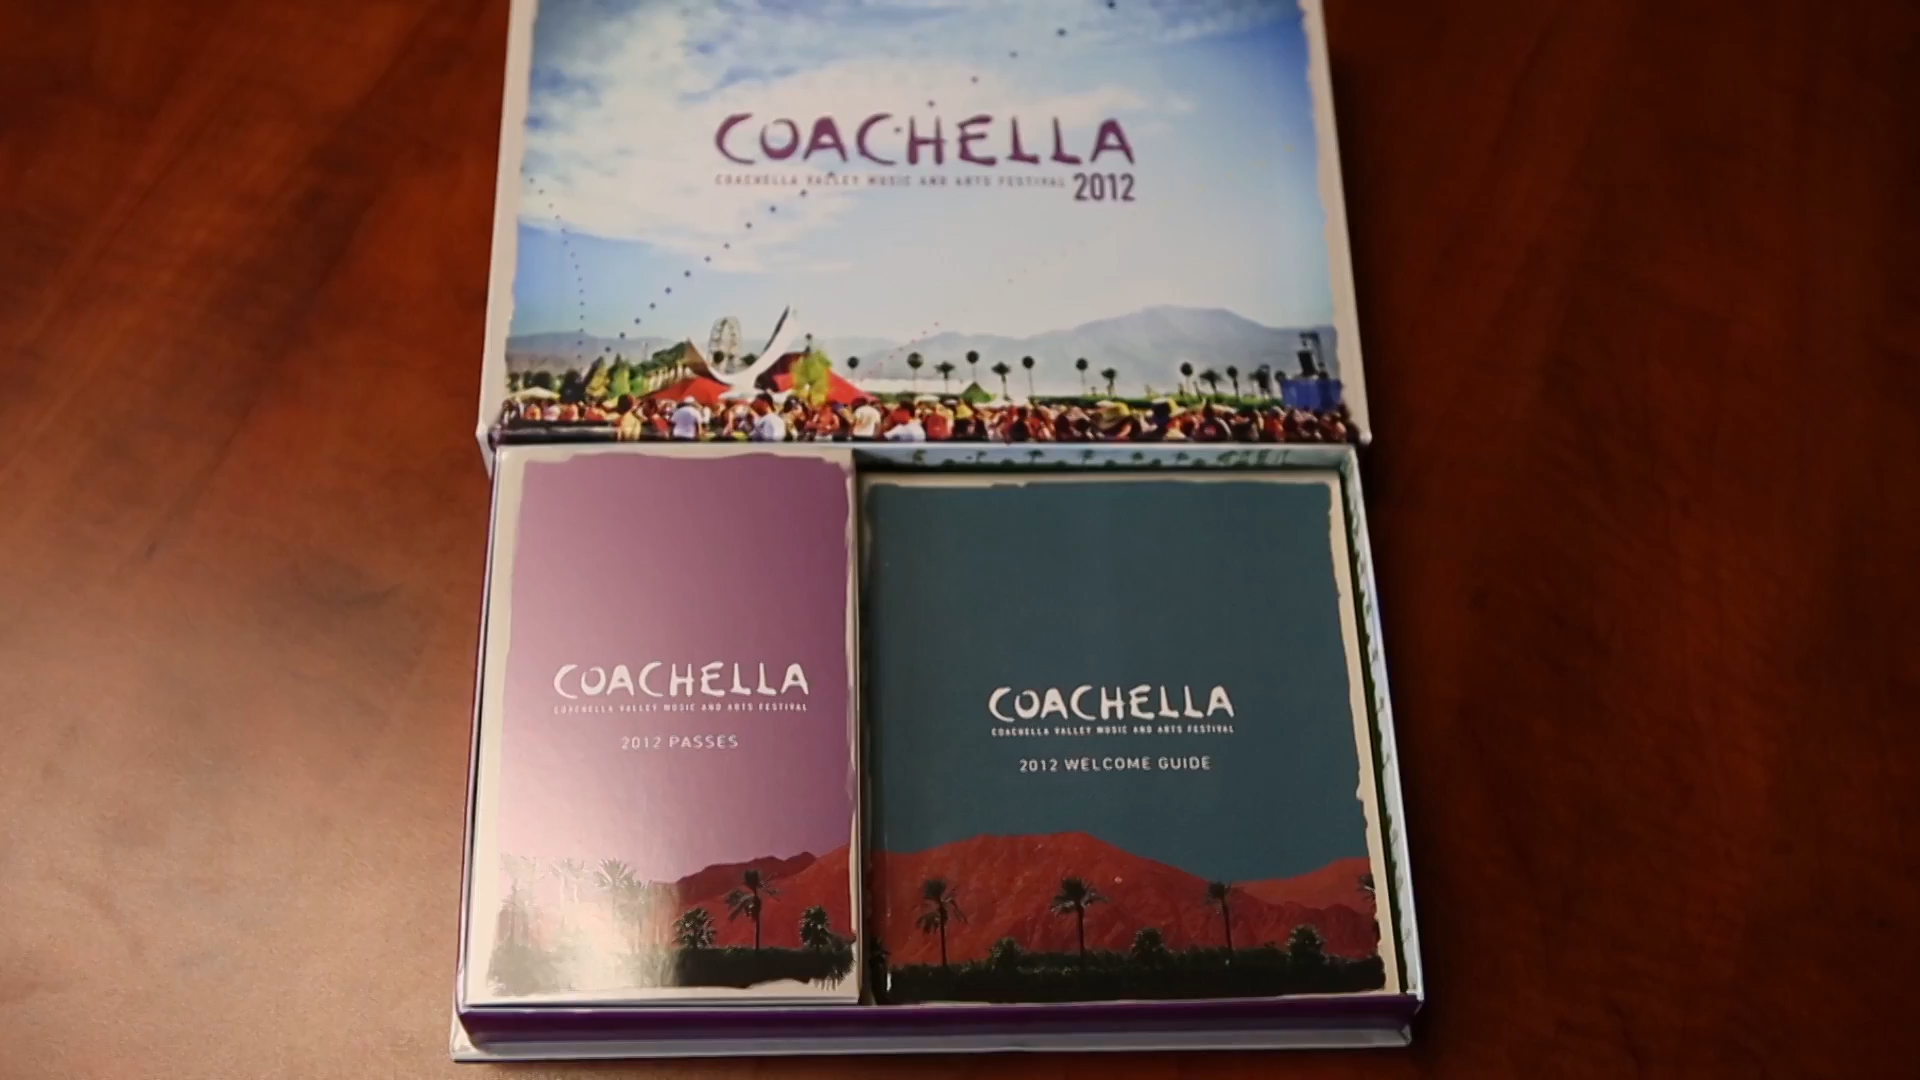 COACHELLA
COACHELLA VALLEY MUSIC AND ARTS FESTIVAL 2012
COACHELLA
COACHELLA VALLEY MUSIC AND ARTS FESTIVAL
2012 PASSES
COACHELLA
COACHELLA VALLEY MUSIC AND ARTS FESTIVAL
2012 WELCOME GUIDE